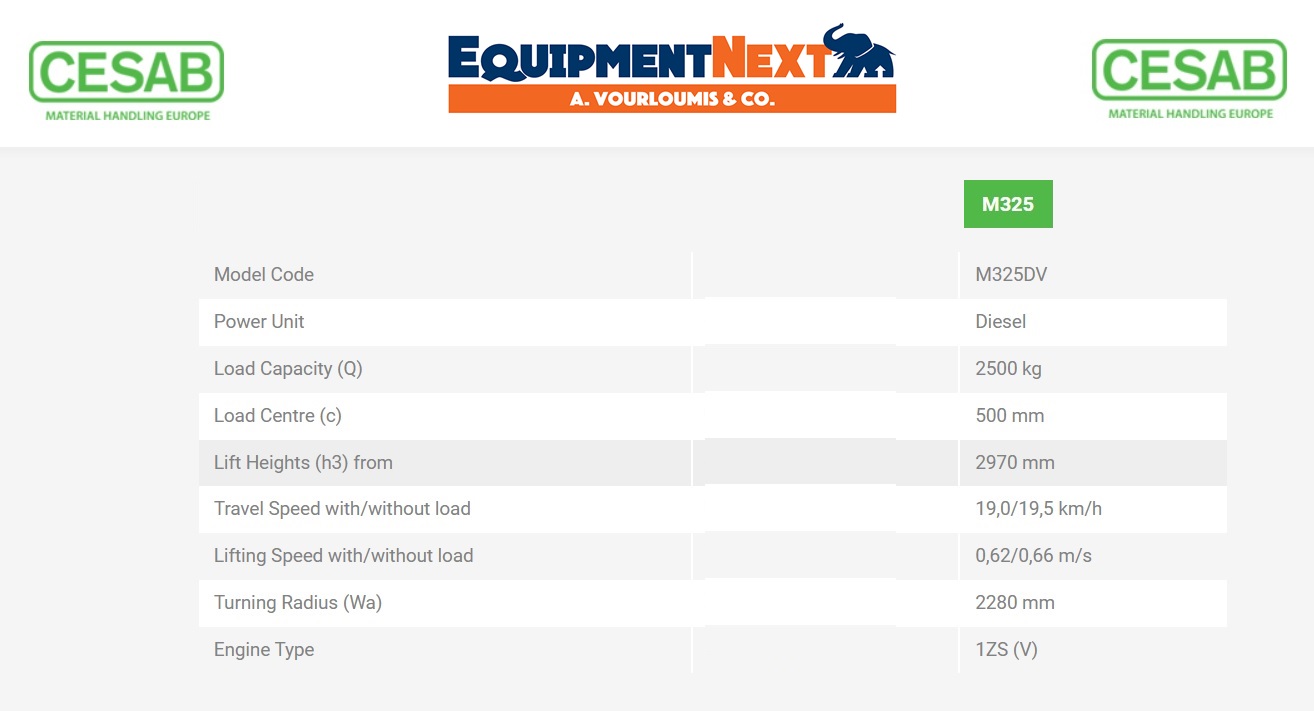 CESAB
MATERIAL HANDLING EUROPE
EQUIPMENTNEXT
A. VOURLOUMIS & CO.
CESAB
MATERIAL HANDLING EUROPE
M325
Model Code M325DV
Power Unit Diesel
Load Capacity (Q) 2500 kg
Load Centre (c) 500 mm
Lift Heights (h3) from 2970 mm
Travel Speed with/without load 19,0/19,5 km/h
Lifting Speed with/without load 0,62/0,66 m/s
Turning Radius (Wa) 2280 mm
Engine Type 1ZS (V)